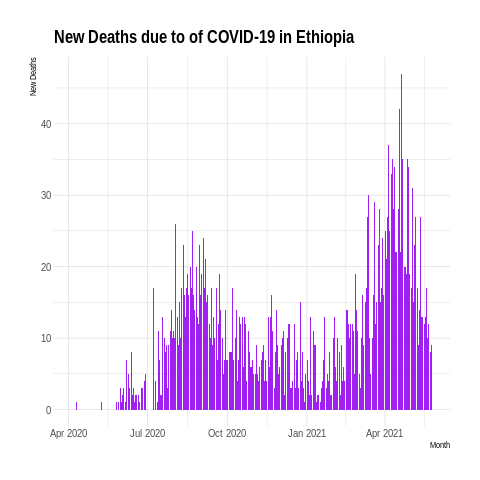 New Deaths due to of COVID-19 in Ethiopia
New Deaths
40
30
20
10
0
Apr 2020 Jul 2020 Oct 2020 Jan 2021 Apr 2021
Month